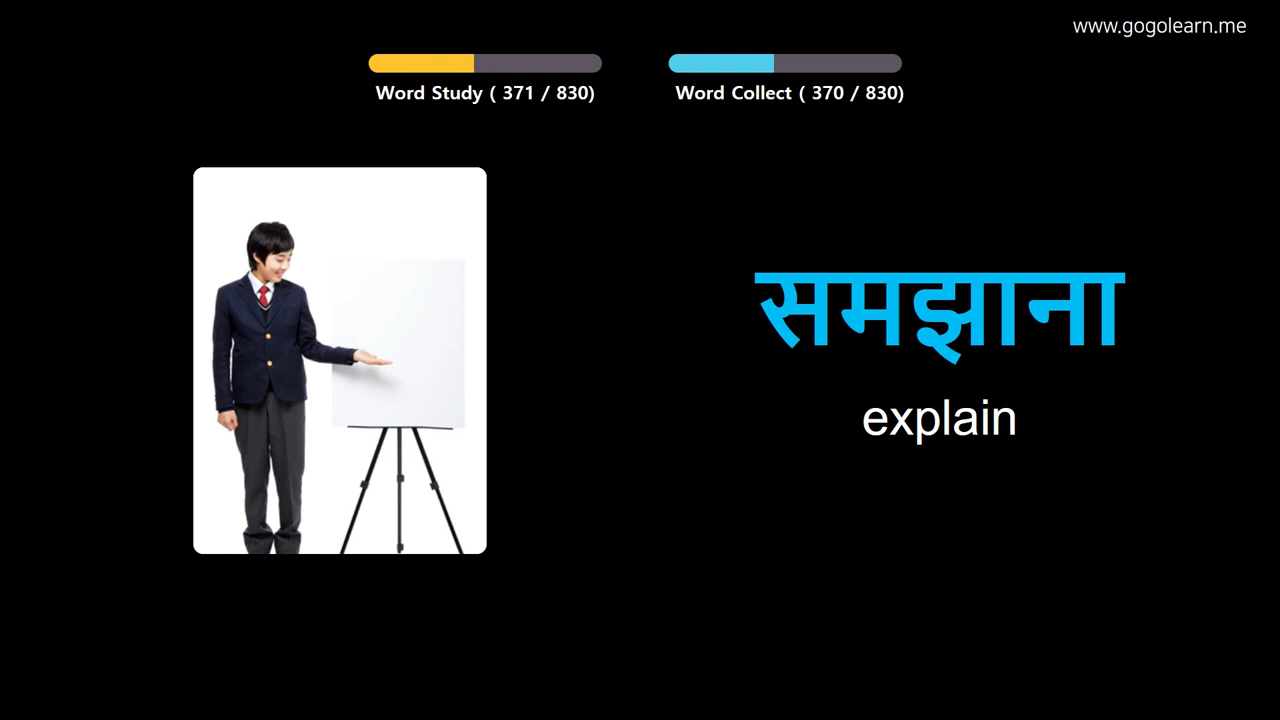 www.gogolearn.me
Word Study ( 371 / 830)
Word Collect ( 370 / 830)
समझाना
explain